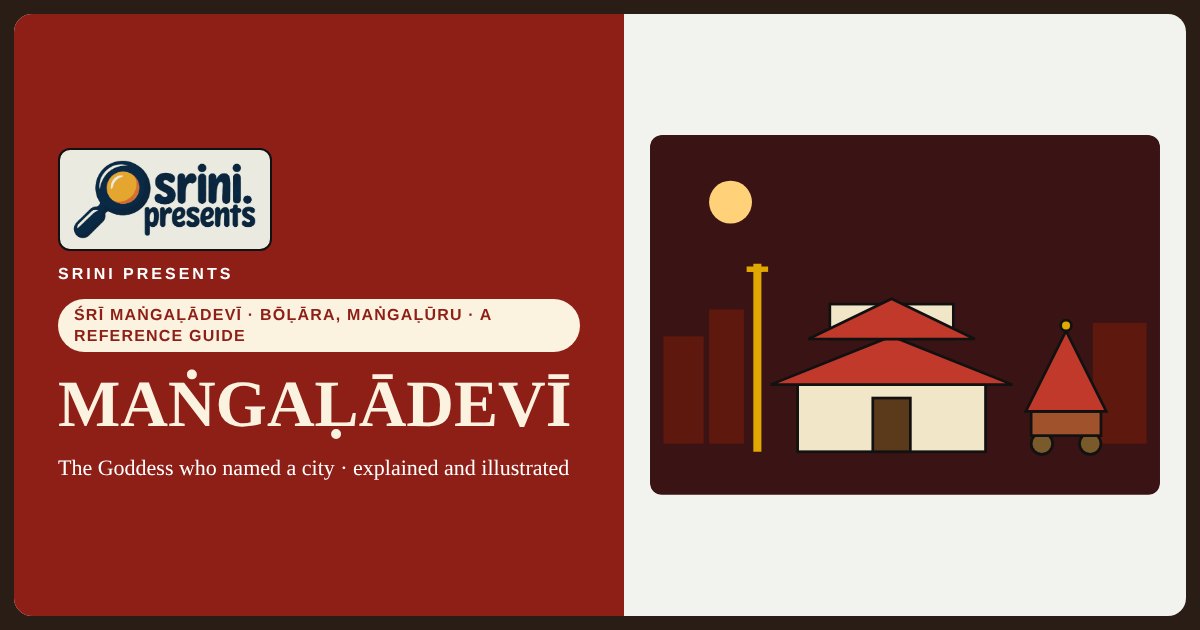 srini.
presents
SRINI PRESENTS
ŚRĪ MAṄGAḶĀDEVĪ · BŌḶĀRA, MAṄGAḶŪRU · A
REFERENCE GUIDE
MAṄGAḶĀDEVĪ
The Goddess who named a city · explained and illustrated